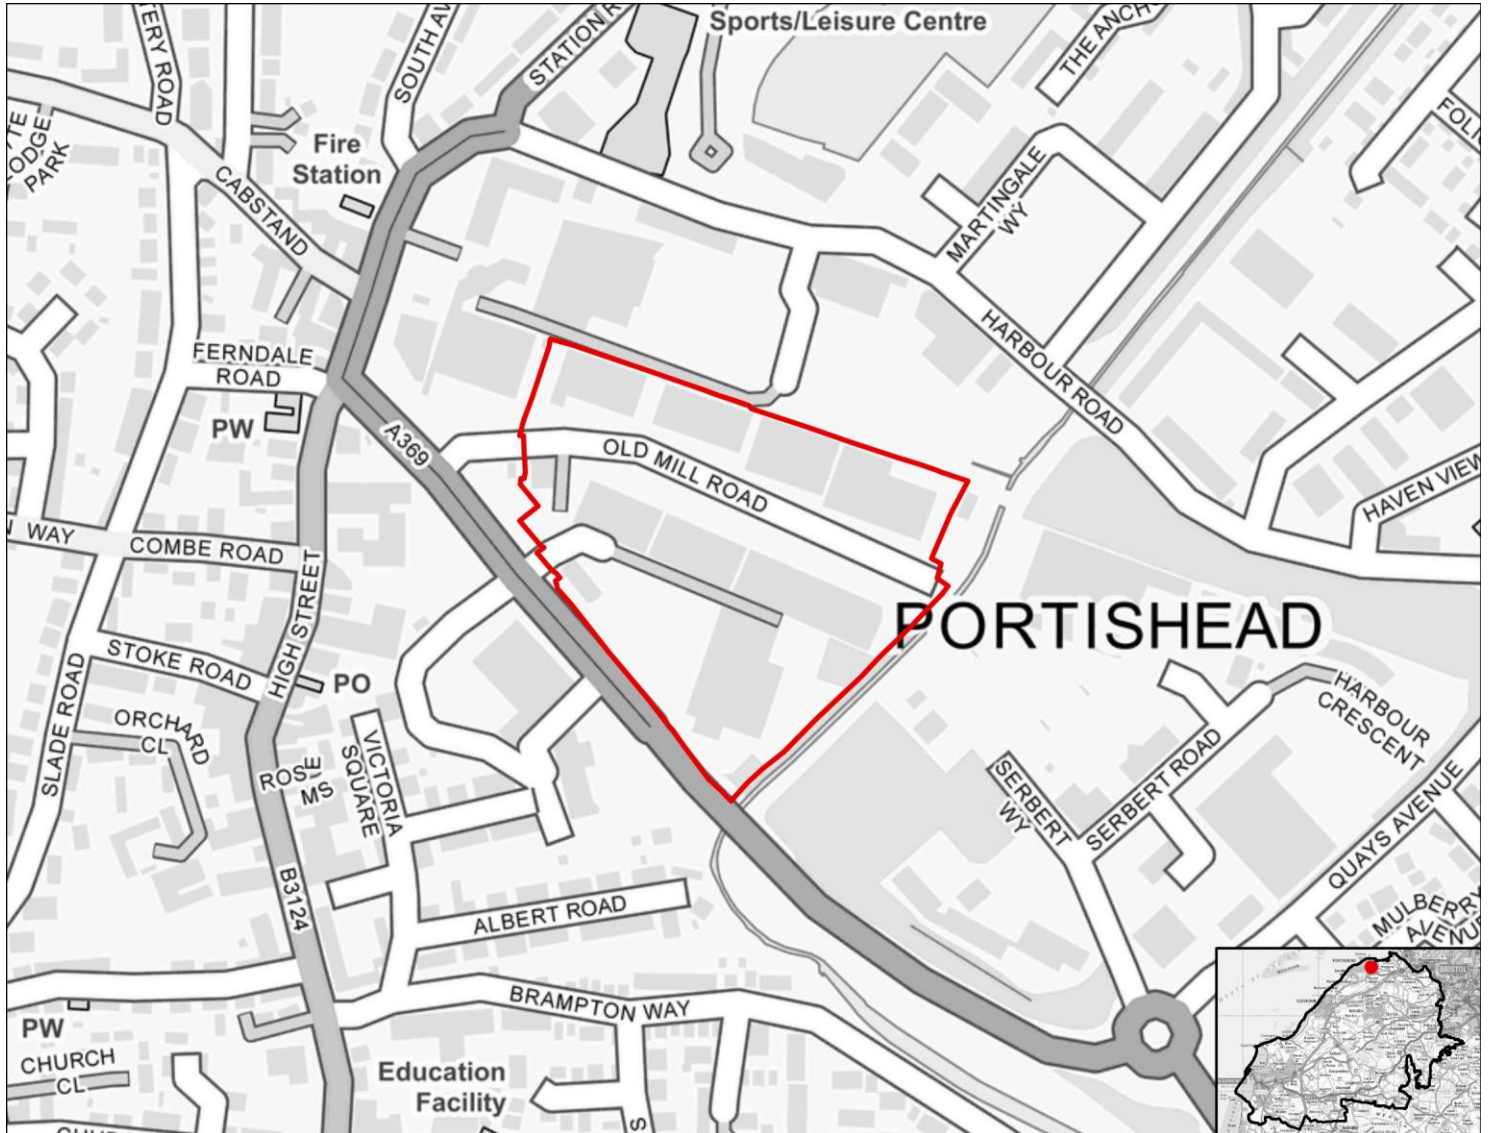 Sports/Leisure Centre
STATION R
SOUTH AV
ERY ROAD
THE ANCH
FOLI
ODGE
PARK
Fire
Station
CABSTAND
MARTINGALE
WY
HARBOUR ROAD
FERNDALE
ROAD
PW
A369
OLD MILL ROAD
HAVEN VIEW
WAY
COMBE ROAD
HIGH STREET
PORTISHEAD
STOKE ROAD
PO
SLADE ROAD
ORCHARD
CL
ROSE
MS
VICTORIA
SQUARE
HARBOUR
CRESCENT
SERBERT
WY
SERBERT ROAD
QUAYS AVENUE
MULBERRY
AVENU
B3124
ALBERT ROAD
BRAMPTON WAY
PW
CHURCH
CL
Education
Facility
S
BRISTOL